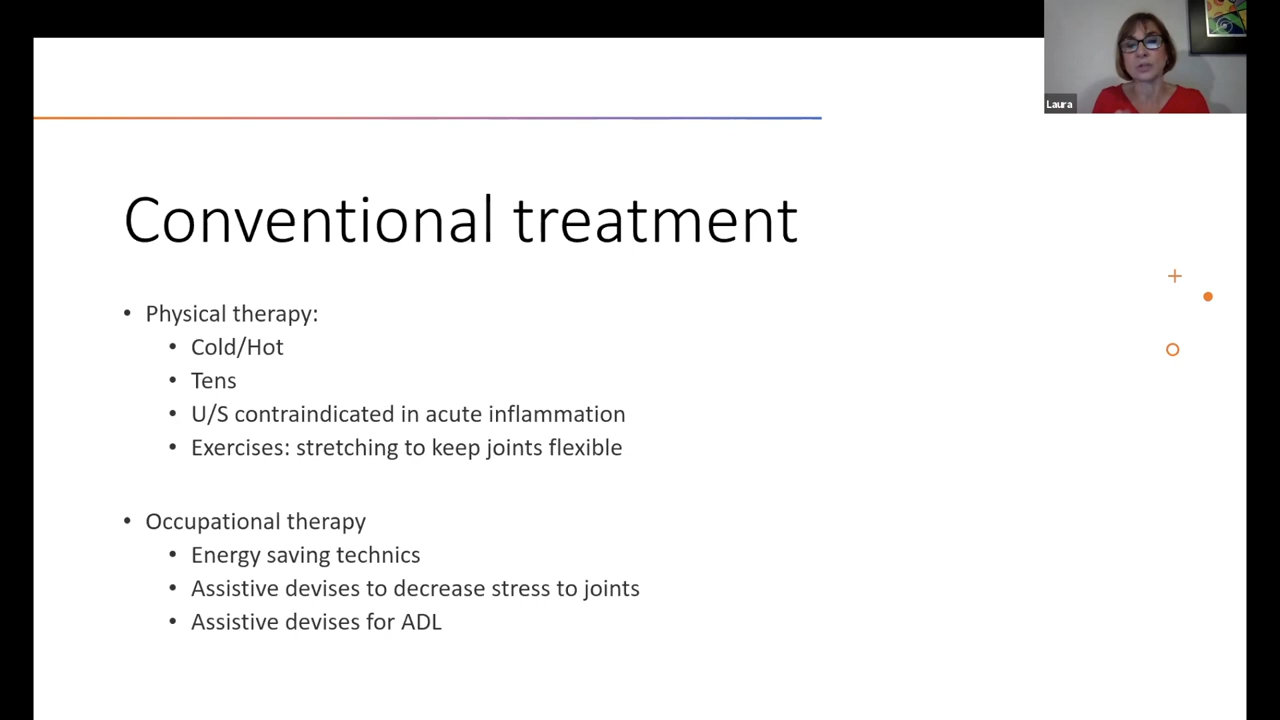 Laura
Conventional treatment
• Physical therapy:
• Cold/Hot
• Tens
• U/S contraindicated in acute inflammation
• Exercises: stretching to keep joints flexible
• Occupational therapy
• Energy saving technics
• Assistive devises to decrease stress to joints
• Assistive devises for ADL